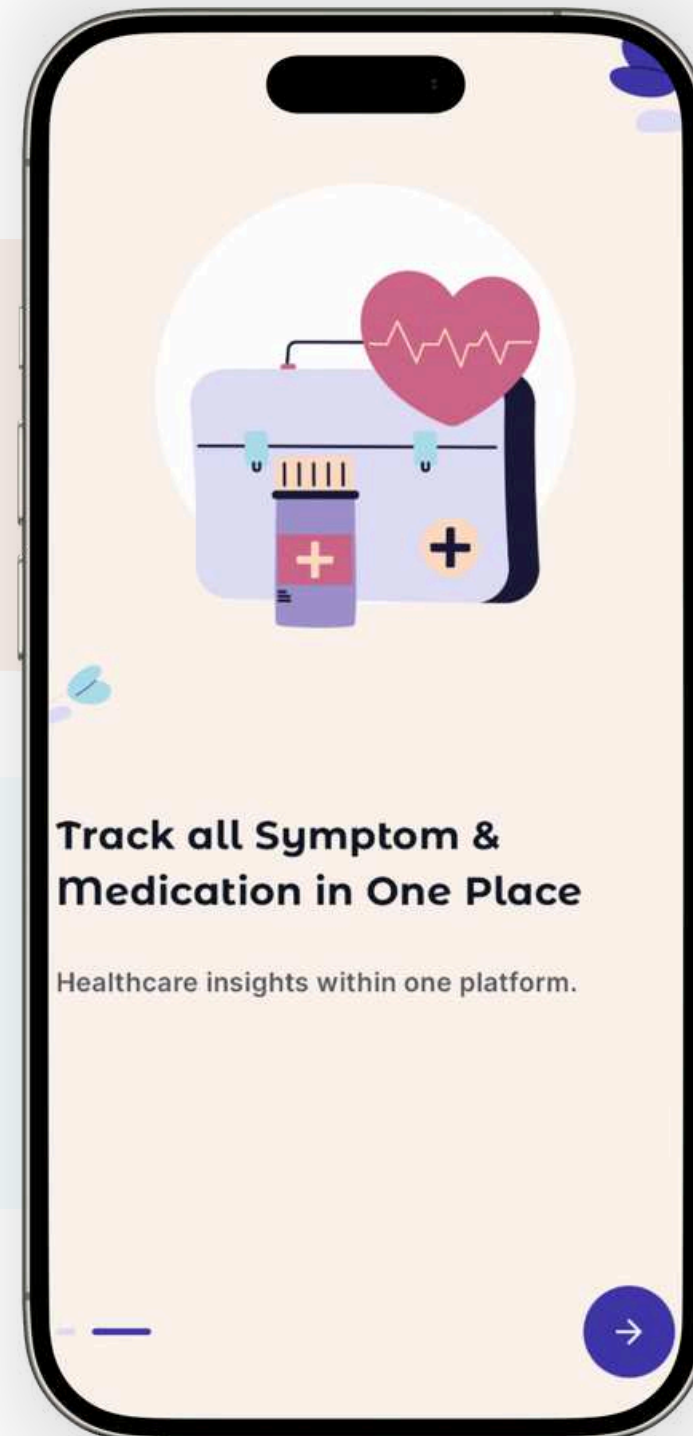 Track all Symptom &
Medication in One Place
Healthcare insights within one platform.